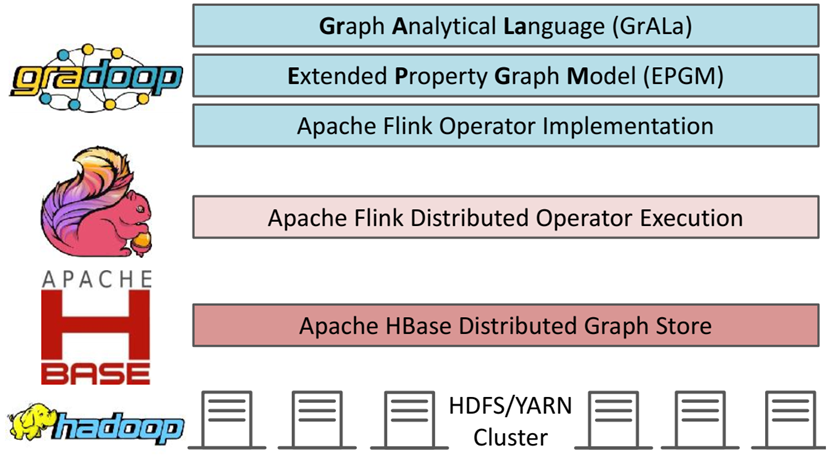 Graph Analytical Language (GrALa)
gradoop
Extended Property Graph Model (EPGM)
Apache Flink Operator Implementation
Apache Flink Distributed Operator Execution
APACHE
H
BASE
Apache HBase Distributed Graph Store
hadoop
HDFS/YARN
Cluster